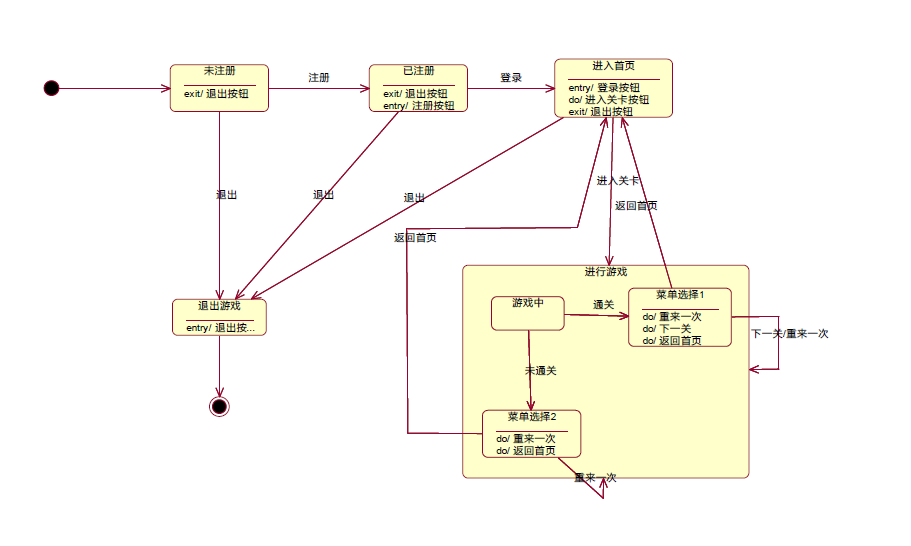 未注册
exit/ 退出按钮
注册
已注册
exit/ 退出按钮
entry/ 注册按钮
登录
进入首页
entry/ 登录按钮
do/ 进入关卡按钮
exit/ 退出按钮
退出
退出
退出
进入关卡
返回首页
返回首页
退出游戏
entry/ 退出按...
进行游戏
游戏中
通关
菜单选择1
do/ 重来一次
do/ 下一关
do/ 返回首页
下一关/重来一次
未通关
菜单选择2
do/ 重来一次
do/ 返回首页
重来一次